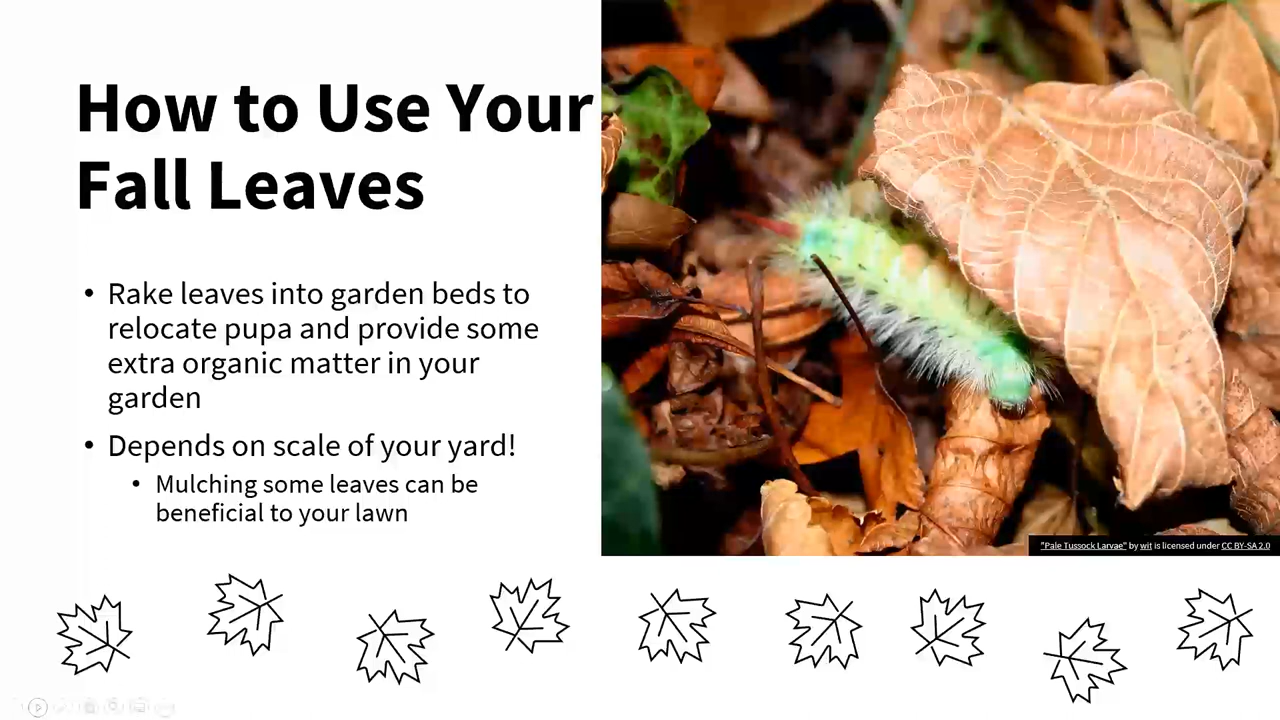 How to Use Your
Fall Leaves
• Rake leaves into garden beds to
relocate pupa and provide some
extra organic matter in your
garden
• Depends on scale of your yard!
• Mulching some leaves can be
beneficial to your lawn
"Pale Tussock Larvae" by wit is licensed under CC BY-SA 2.0